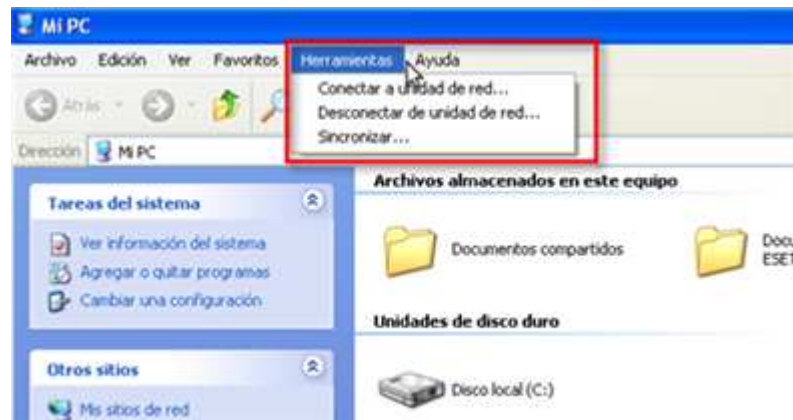 Mi PC
Archivo Edición Ver Favoritos Herramientas Ayuda
Conectar a unidad de red...
Desconectar de unidad de red...
Sincronizar...
Atrás
Dirección Mi PC
Tareas del sistema
Ver información del sistema
Agregar o quitar programas
Cambiar una configuración
Otros sitios
Mis sitios de red
Archivos almacenados en este equipo
Documentos compartidos
Docu
ESET
Unidades de disco duro
Disco local (C:)